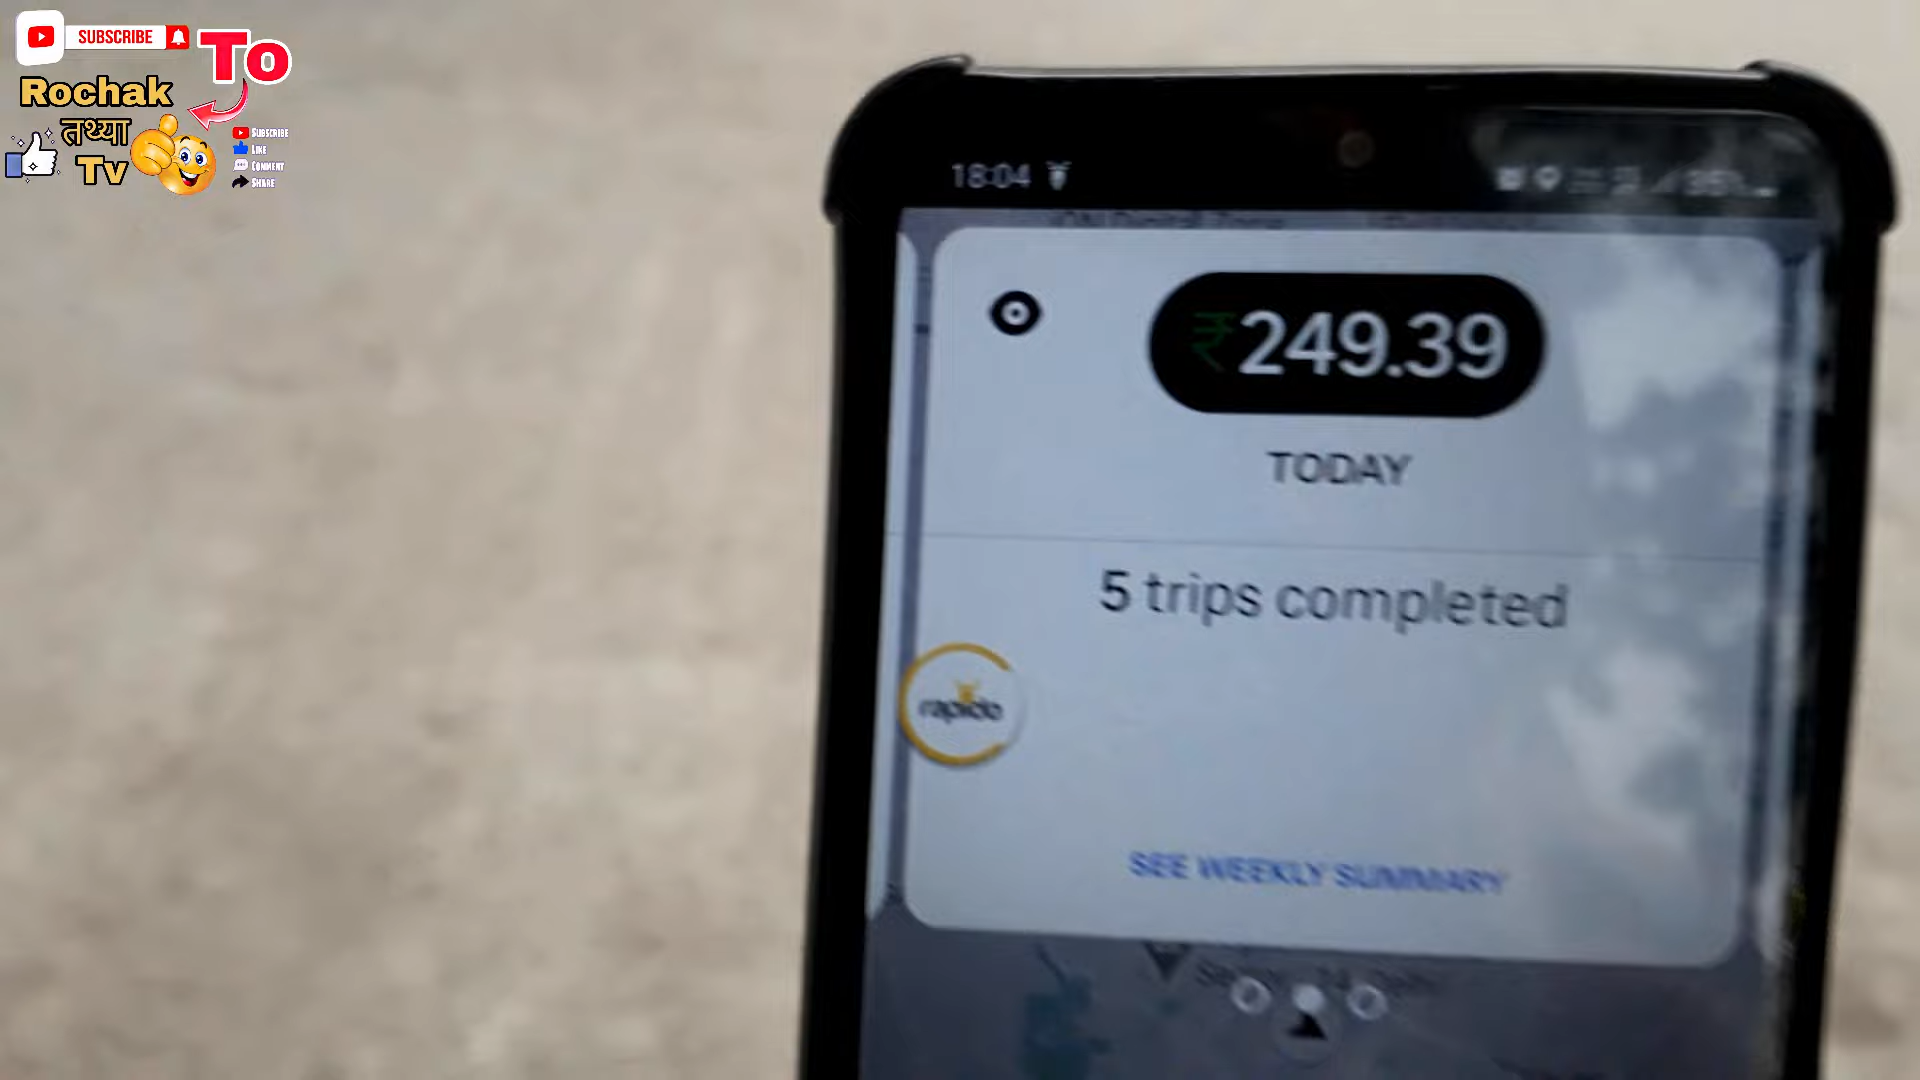 SUBSCRIBE
To
Rochak
तथ्या
Tv
SUBSCRIBE
LIKE
COMMENT
SHARE
18:04
₹249.39
TODAY
5 trips completed
rapido
SEE WEEKLY SUMMARY